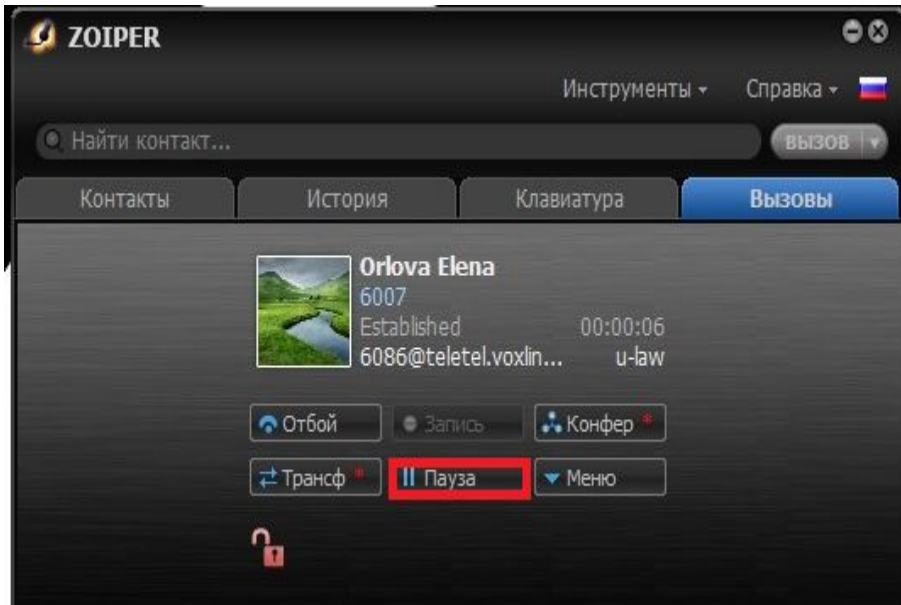 ZOIPER
Инструменты Справка
Найти контакт...
вызов
Контакты История Клавиатура Вызовы
Orlova Elena
6007
Established 00:00:06
6086@teletel.voxlin... u-law
Отбой Запись Конфер *
Трансф * Пауза Меню